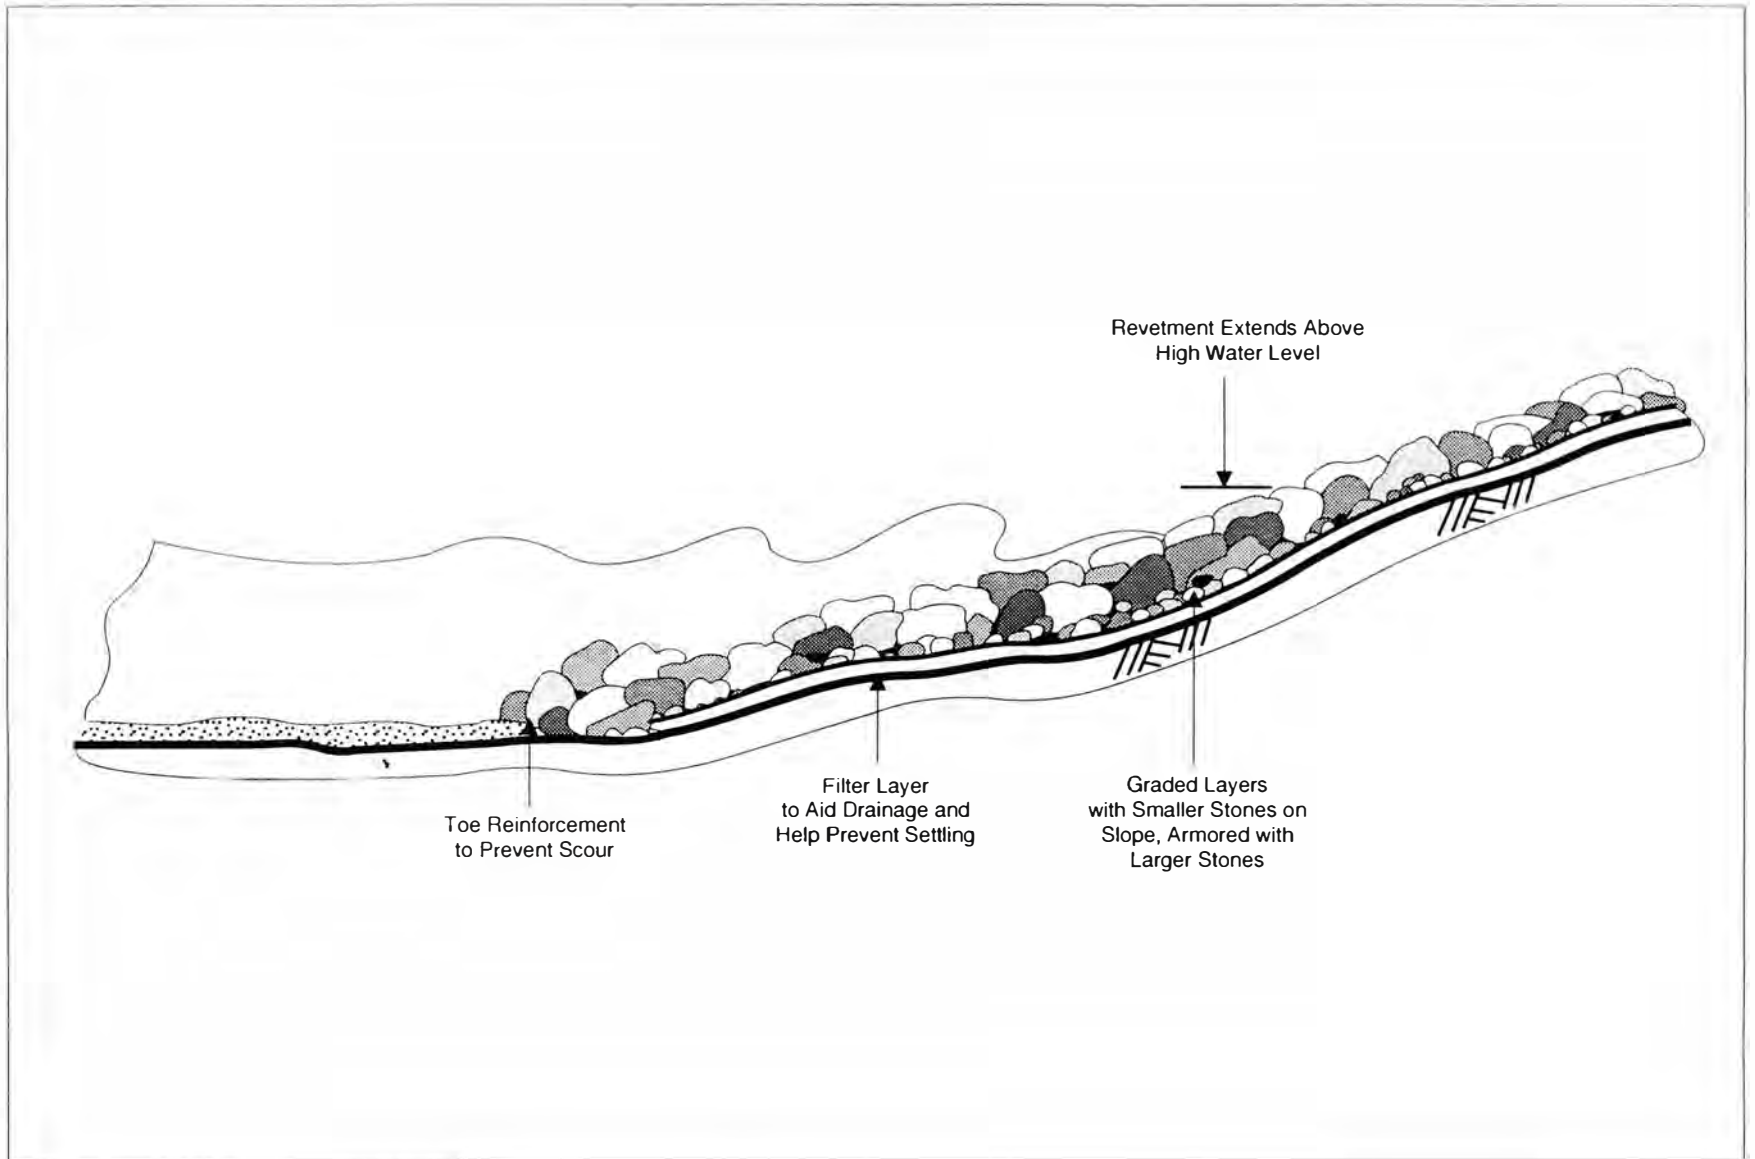 Revetment Extends Above
High Water Level
Toe Reinforcement
to Prevent Scour
Filter Layer
to Aid Drainage and
Help Prevent Settling
Graded Layers
with Smaller Stones on
Slope, Armored with
Larger Stones